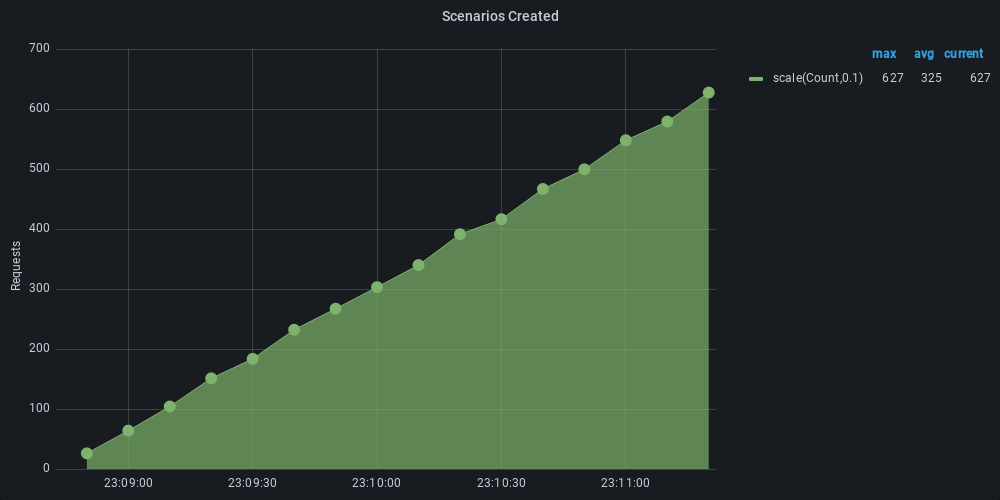 Scenarios Created
max avg current
scale(Count,0.1) 627 325 627
Requests
700
600
500
400
300
200
100
0
23:09:00 23:09:30 23:10:00 23:10:30 23:11:00